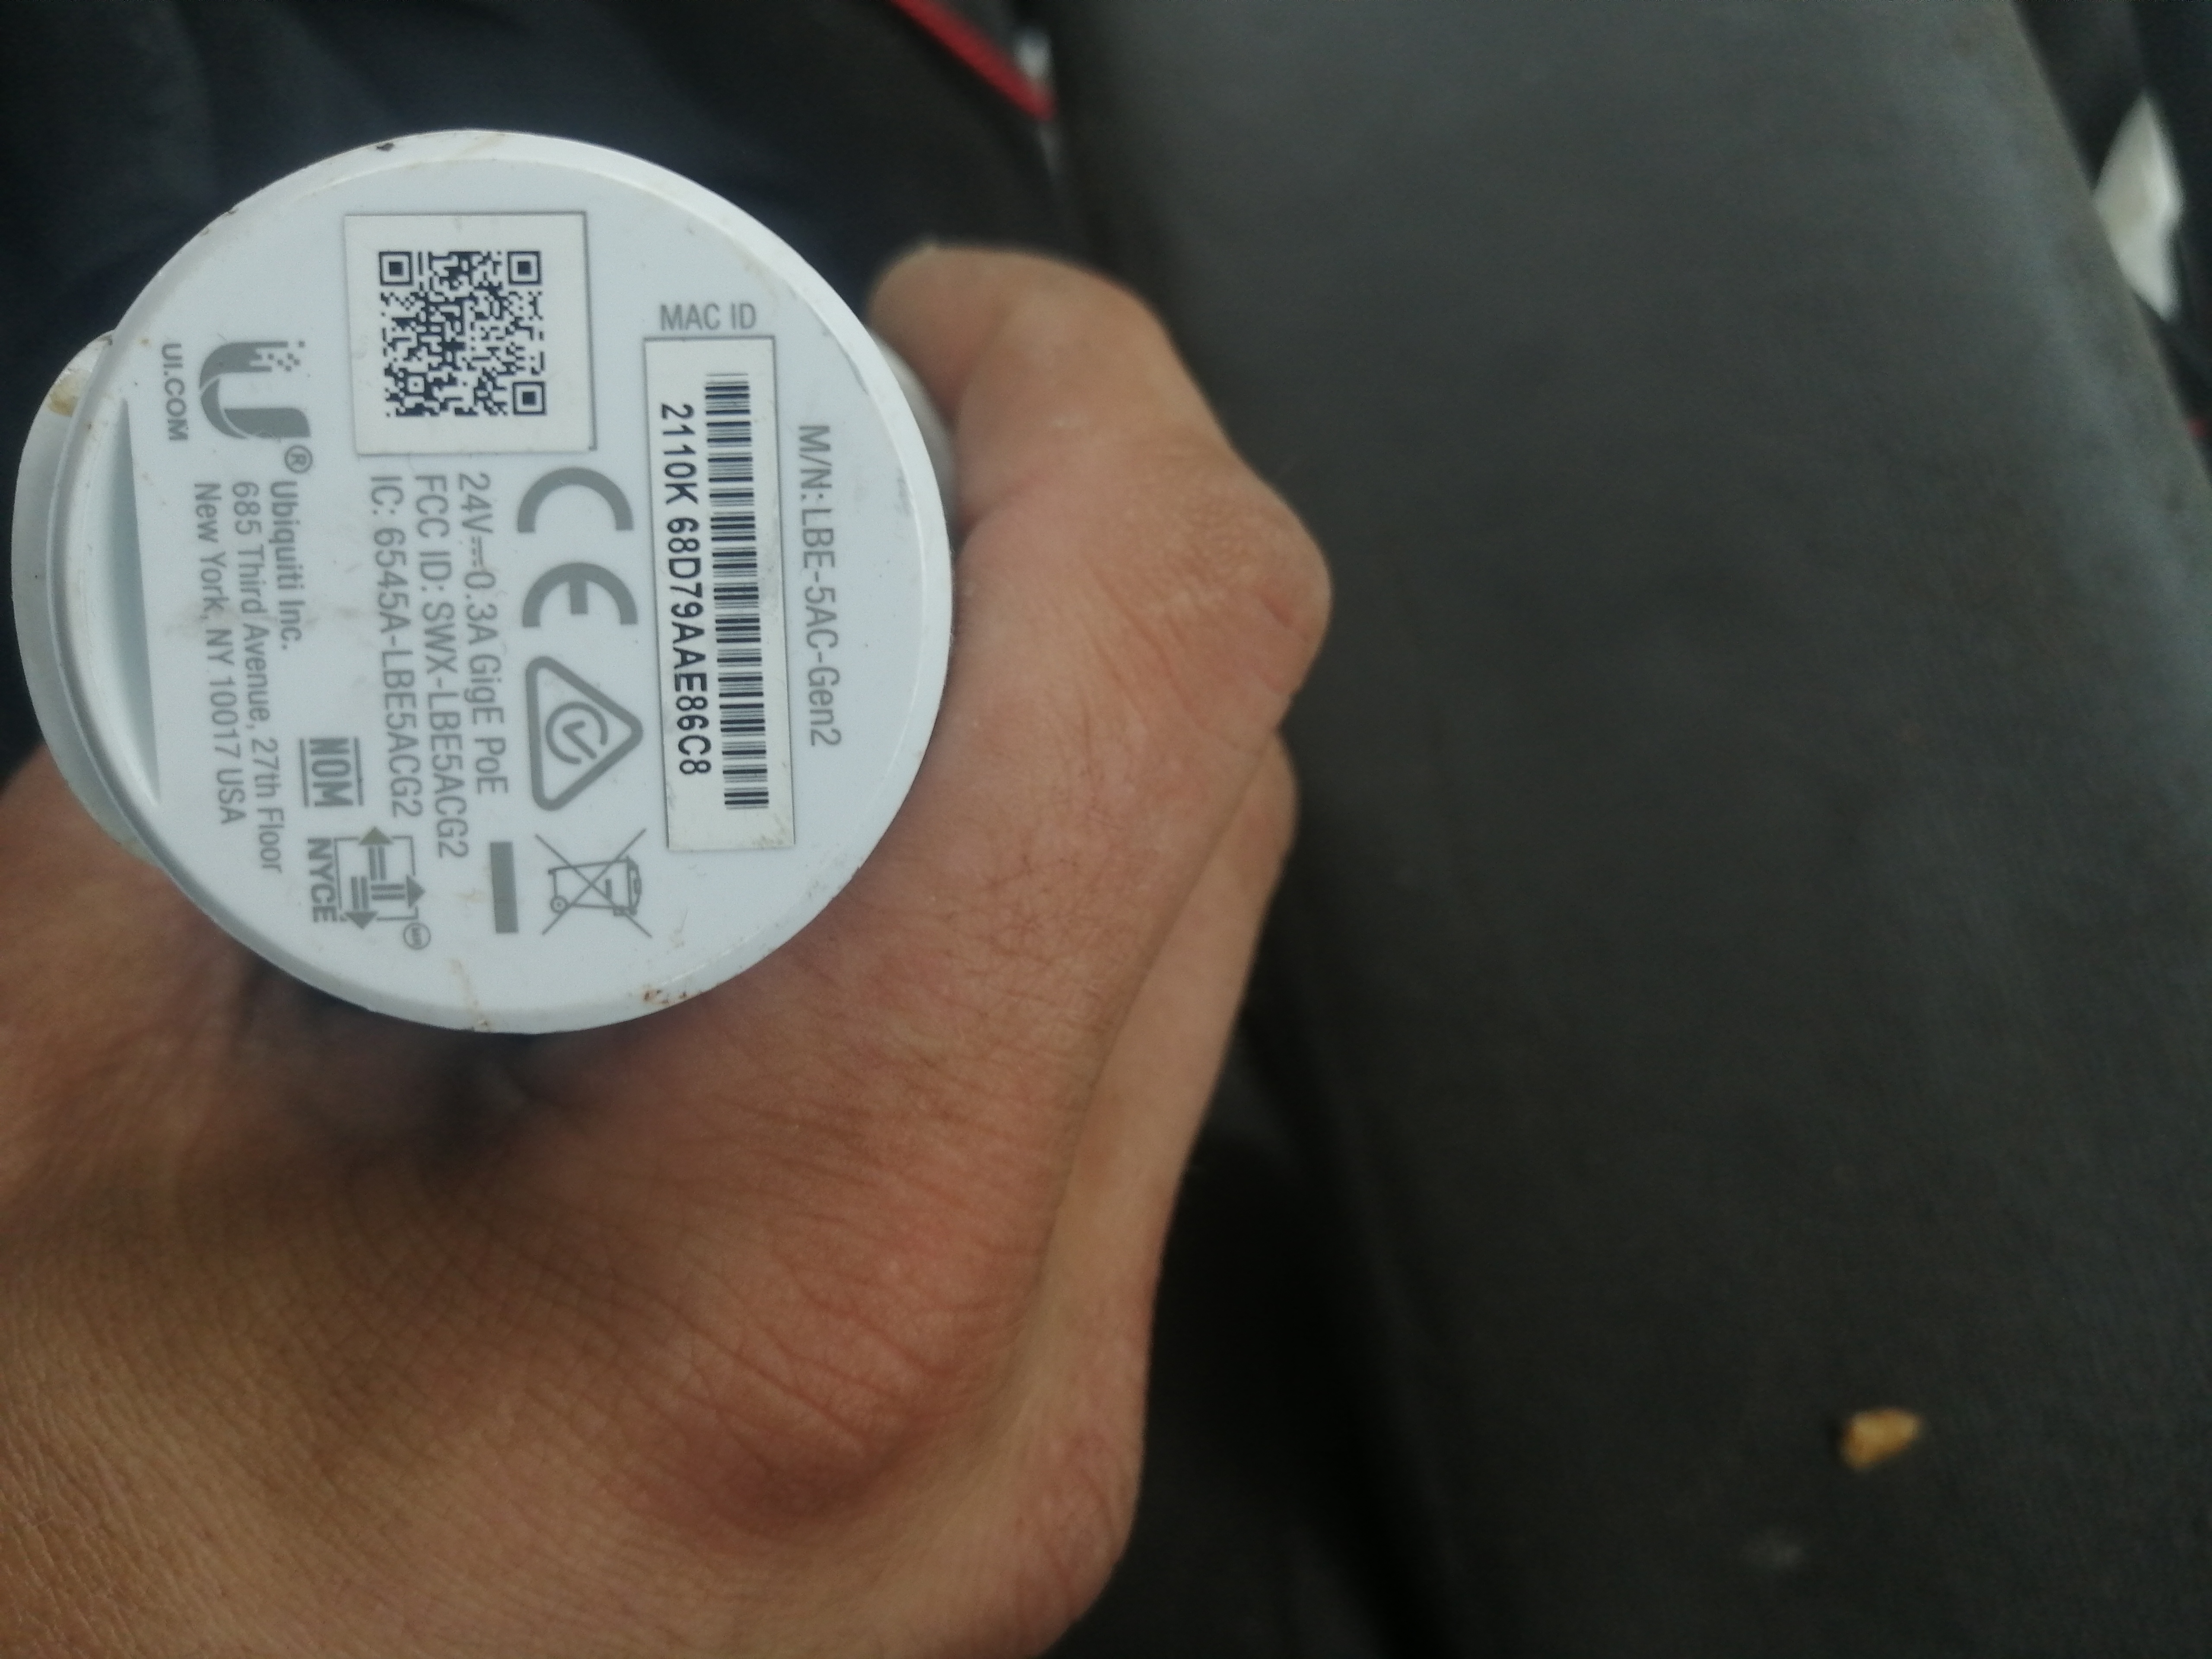 M/N: LBE-5AC-Gen2
MAC ID
2110K 68D79AAE86C8
24V⎓0.3A GigE PoE
FCC ID: SWX-LBE5ACG2
IC: 6545A-LBE5ACG2
NOM
NYCE
®
UI.COM
Ubiquiti Inc.
685 Third Avenue, 27th Floor
New York, NY 10017 USA